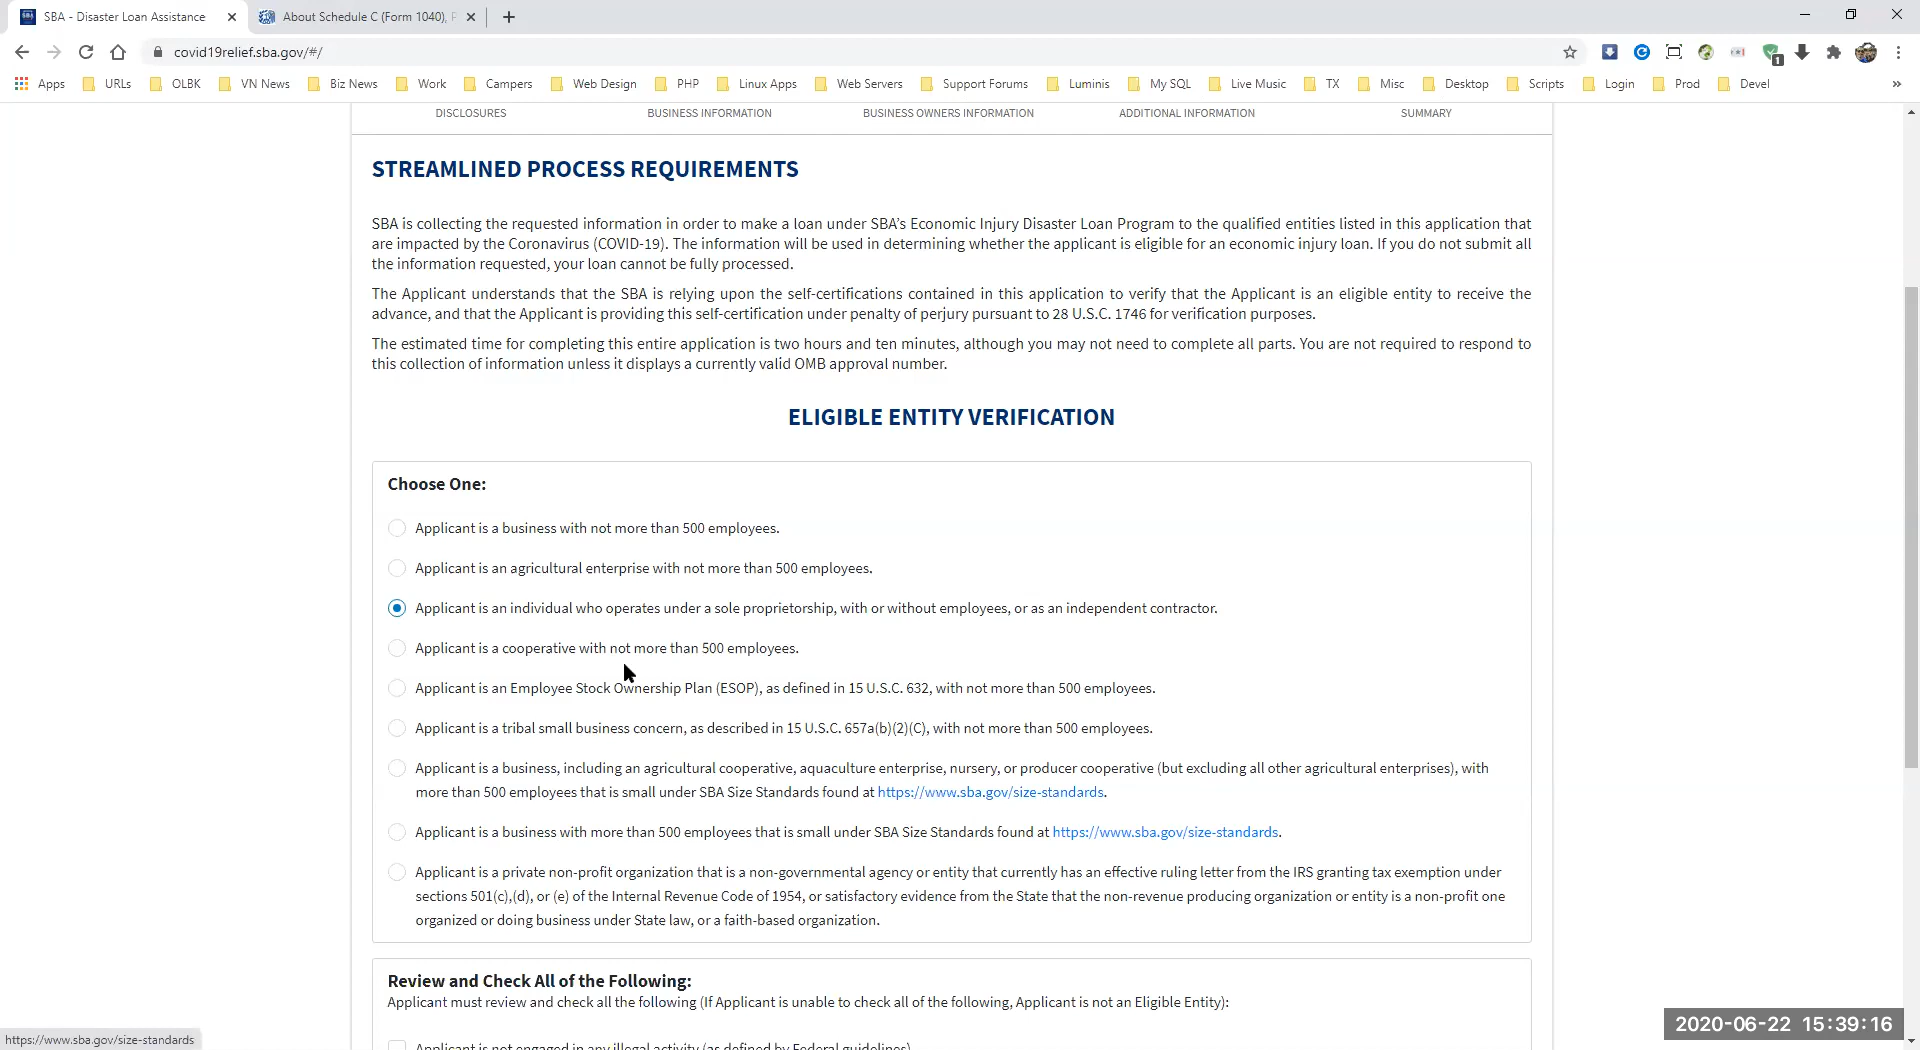 SBA - Disaster Loan Assistance
About Schedule C (Form 1040), P
covid19relief.sba.gov/#/
1
Apps URLs OLBK VN News Biz News Work Campers Web Design PHP Linux Apps Web Servers Support Forums Luminis My SQL Live Music TX Misc Desktop Scripts Login Prod Devel »
DISCLOSURES BUSINESS INFORMATION BUSINESS OWNERS INFORMATION ADDITIONAL INFORMATION SUMMARY
STREAMLINED PROCESS REQUIREMENTS
SBA is collecting the requested information in order to make a loan under SBA's Economic Injury Disaster Loan Program to the qualified entities listed in this application that
are impacted by the Coronavirus (COVID-19). The information will be used in determining whether the applicant is eligible for an economic injury loan. If you do not submit all
the information requested, your loan cannot be fully processed.
The Applicant understands that the SBA is relying upon the self-certifications contained in this application to verify that the Applicant is an eligible entity to receive the
advance, and that the Applicant is providing this self-certification under penalty of perjury pursuant to 28 U.S.C. 1746 for verification purposes.
The estimated time for completing this entire application is two hours and ten minutes, although you may not need to complete all parts. You are not required to respond to
this collection of information unless it displays a currently valid OMB approval number.
ELIGIBLE ENTITY VERIFICATION
Choose One:
Applicant is a business with not more than 500 employees.
Applicant is an agricultural enterprise with not more than 500 employees.
Applicant is an individual who operates under a sole proprietorship, with or without employees, or as an independent contractor.
Applicant is a cooperative with not more than 500 employees.
Applicant is an Employee Stock Ownership Plan (ESOP), as defined in 15 U.S.C. 632, with not more than 500 employees.
Applicant is a tribal small business concern, as described in 15 U.S.C. 657a(b)(2)(C), with not more than 500 employees.
Applicant is a business, including an agricultural cooperative, aquaculture enterprise, nursery, or producer cooperative (but excluding all other agricultural enterprises), with
more than 500 employees that is small under SBA Size Standards found at https://www.sba.gov/size-standards.
Applicant is a business with more than 500 employees that is small under SBA Size Standards found at https://www.sba.gov/size-standards.
Applicant is a private non-profit organization that is a non-governmental agency or entity that currently has an effective ruling letter from the IRS granting tax exemption under
sections 501(c),(d), or (e) of the Internal Revenue Code of 1954, or satisfactory evidence from the State that the non-revenue producing organization or entity is a non-profit one
organized or doing business under State law, or a faith-based organization.
Review and Check All of the Following:
Applicant must review and check all the following (If Applicant is unable to check all of the following, Applicant is not an Eligible Entity):
Applicant is not engaged in any illegal activity (as defined by Federal guidelines)
https://www.sba.gov/size-standards
2020-06-22 15:39:16